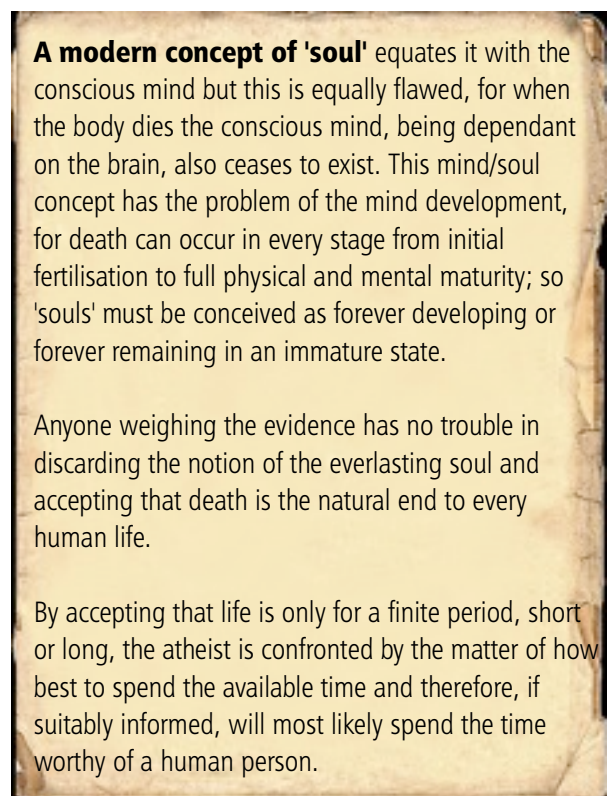 A modern concept of 'soul' equates it with the
conscious mind but this is equally flawed, for when
the body dies the conscious mind, being dependant
on the brain, also ceases to exist. This mind/soul
concept has the problem of the mind development,
for death can occur in every stage from initial
fertilisation to full physical and mental maturity; so
'souls' must be conceived as forever developing or
forever remaining in an immature state.

Anyone weighing the evidence has no trouble in
discarding the notion of the everlasting soul and
accepting that death is the natural end to every
human life.

By accepting that life is only for a finite period, short
or long, the atheist is confronted by the matter of how
best to spend the available time and therefore, if
suitably informed, will most likely spend the time
worthy of a human person.